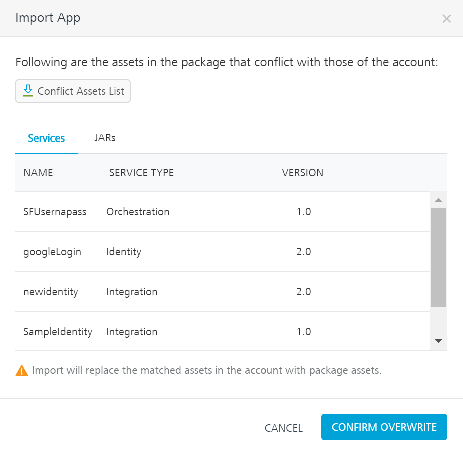 Import App
Following are the assets in the package that conflict with those of the account:
Conflict Assets List
Services JARs
NAME SERVICE TYPE VERSION
SFUsernapass Orchestration 1.0
googleLogin Identity 2.0
newidentity Integration 2.0
SampleIdentity Integration 1.0
Import will replace the matched assets in the account with package assets.
CANCEL CONFIRM OVERWRITE